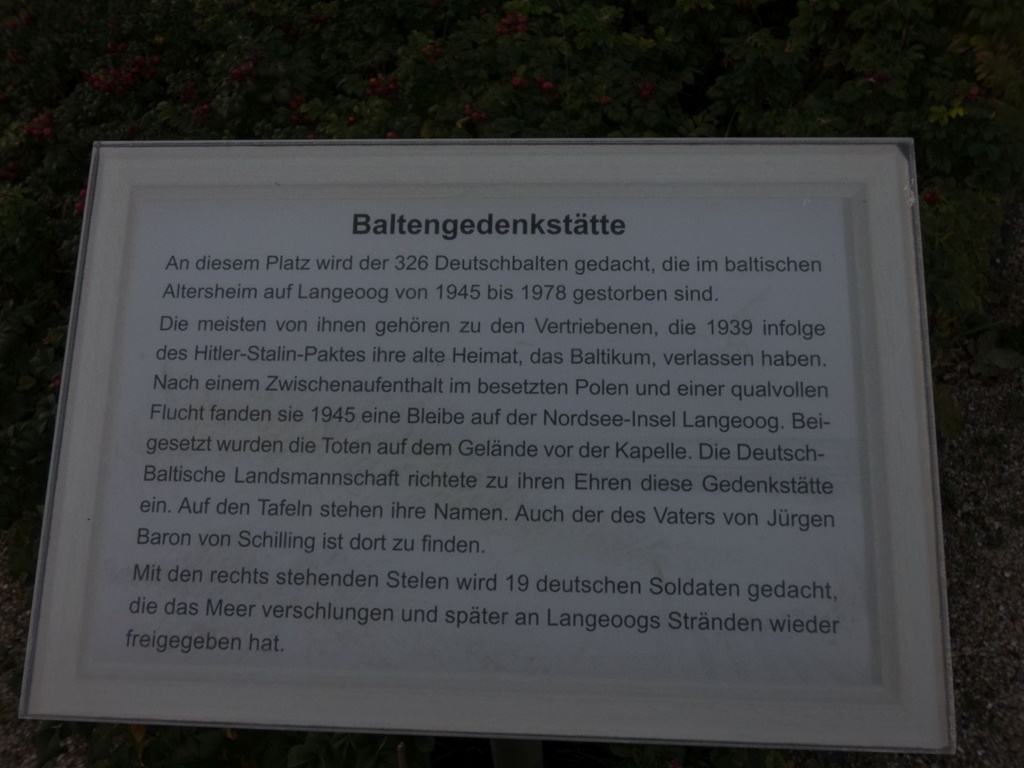 Baltengedenkstätte
An diesem Platz wird der 326 Deutschbalten gedacht, die im baltischen
Altersheim auf Langeoog von 1945 bis 1978 gestorben sind.
Die meisten von ihnen gehören zu den Vertriebenen, die 1939 infolge
des Hitler-Stalin-Paktes ihre alte Heimat, das Baltikum, verlassen haben.
Nach einem Zwischenaufenthalt im besetzten Polen und einer qualvollen
Flucht fanden sie 1945 eine Bleibe auf der Nordsee-Insel Langeoog. Bei-
gesetzt wurden die Toten auf dem Gelände vor der Kapelle. Die Deutsch-
Baltische Landsmannschaft richtete zu ihren Ehren diese Gedenkstätte
ein. Auf den Tafeln stehen ihre Namen. Auch der des Vaters von Jürgen
Baron von Schilling ist dort zu finden.
Mit den rechts stehenden Stelen wird 19 deutschen Soldaten gedacht,
die das Meer verschlungen und später an Langeoogs Stränden wieder
freigegeben hat.